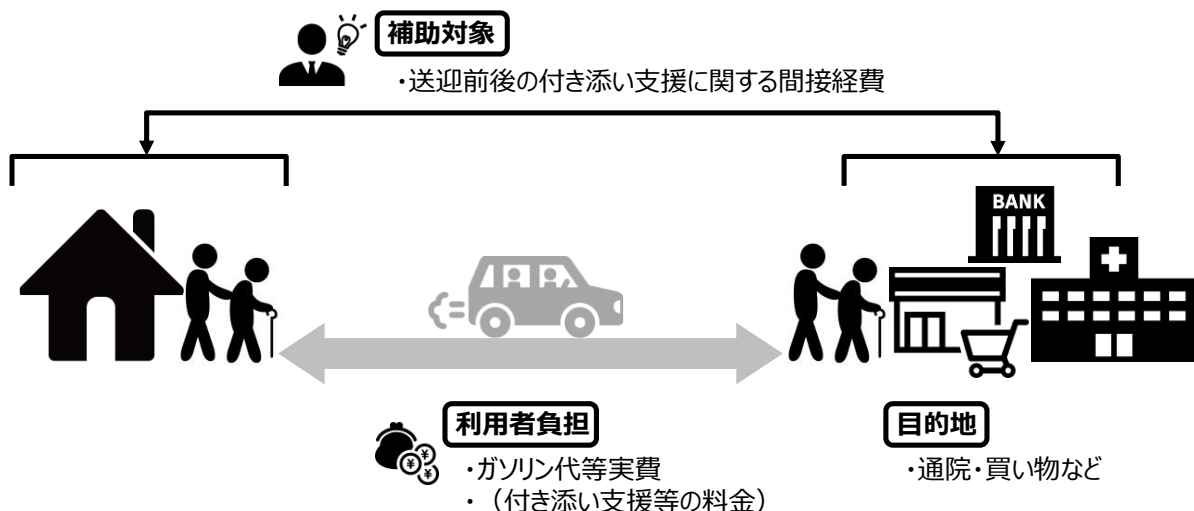 補助対象
・送迎前後の付き添い支援に関する間接経費
BANK
利用者負担
・ガソリン代等実費
・（付き添い支援等の料金）
目的地
・通院・買い物など